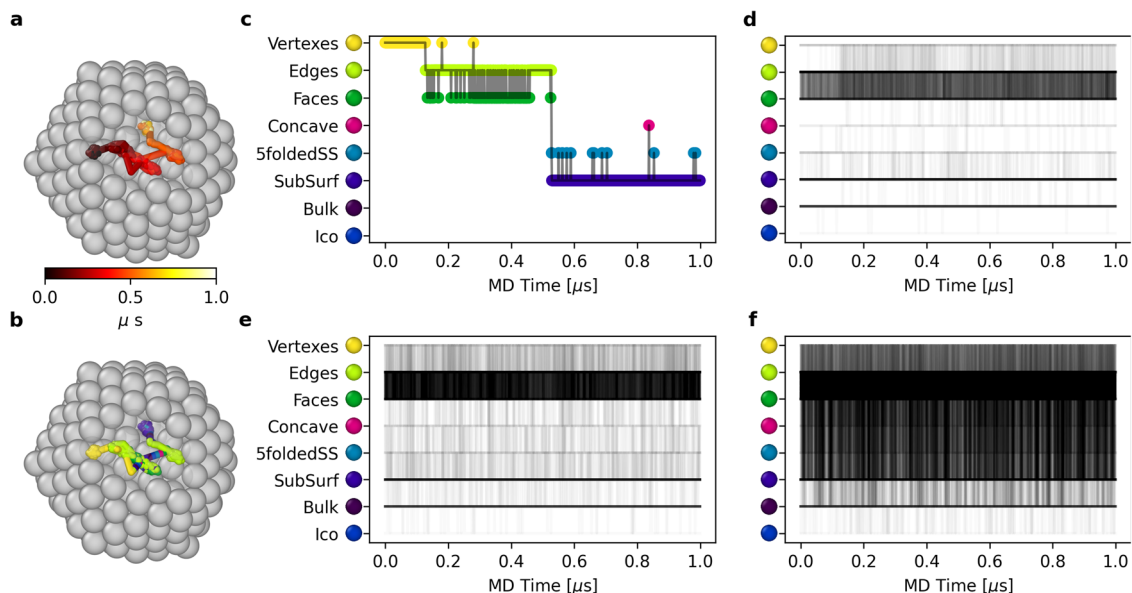 a
0.0 0.5 1.0
μ s
b
c
Vertexes
Edges
Faces
Concave
5foldedSS
SubSurf
Bulk
Ico
0.0 0.2 0.4 0.6 0.8 1.0
MD Time [μs]
d
0.0 0.2 0.4 0.6 0.8 1.0
MD Time [μs]
e
Vertexes
Edges
Faces
Concave
5foldedSS
SubSurf
Bulk
Ico
0.0 0.2 0.4 0.6 0.8 1.0
MD Time [μs]
f
0.0 0.2 0.4 0.6 0.8 1.0
MD Time [μs]